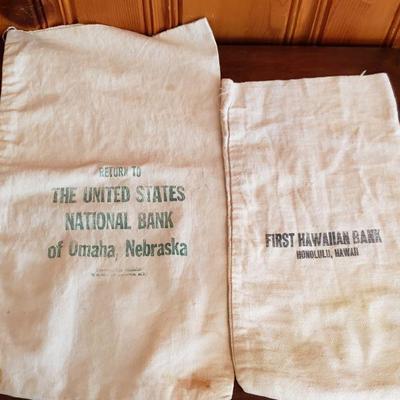 RETURN TO
THE UNITED STATES
NATIONAL BANK
of Omaha, Nebraska
FIRST HAWAIIAN BANK
HONOLULU, HAWAII